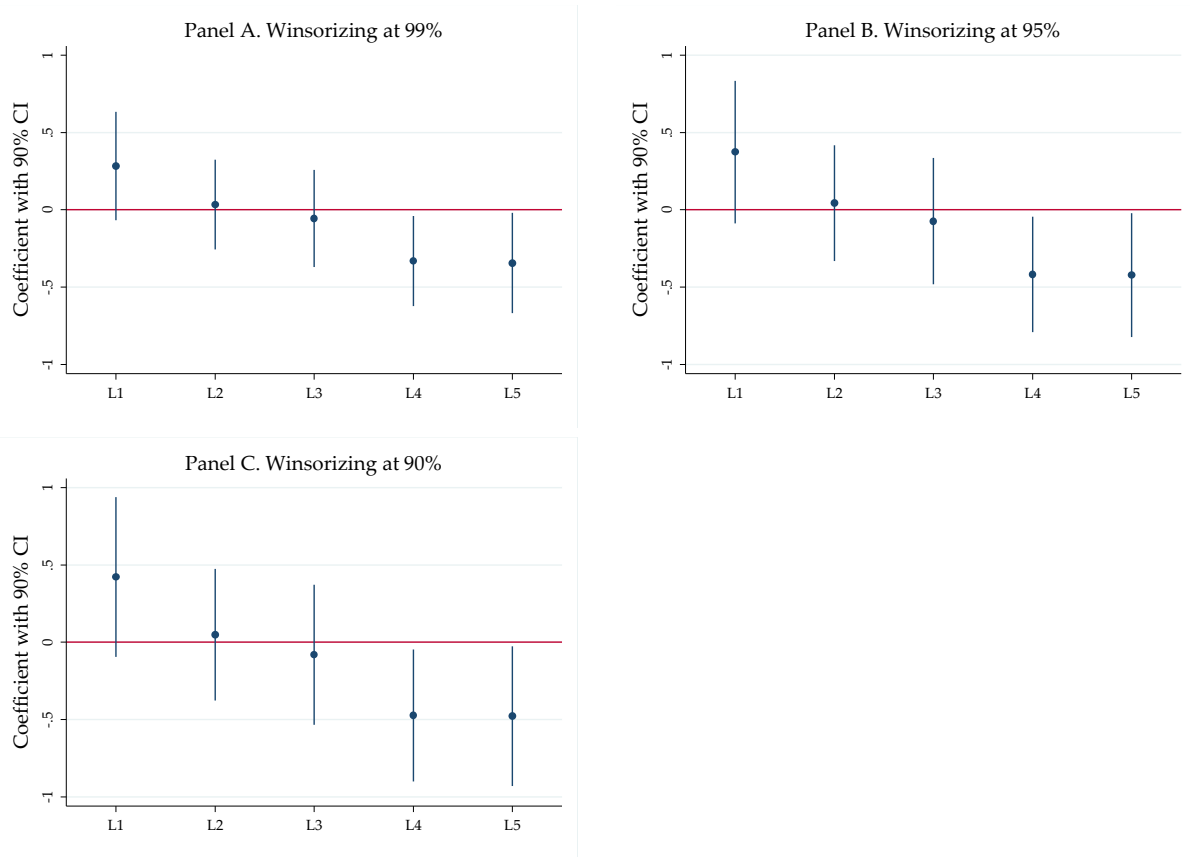 Panel A. Winsorizing at 99%
Coefficient with 90% CI
1
.5
0
-.5
-1
L1 L2 L3 L4 L5
Panel B. Winsorizing at 95%
Coefficient with 90% CI
1
.5
0
-.5
-1
L1 L2 L3 L4 L5
Panel C. Winsorizing at 90%
Coefficient with 90% CI
1
.5
0
-.5
-1
L1 L2 L3 L4 L5